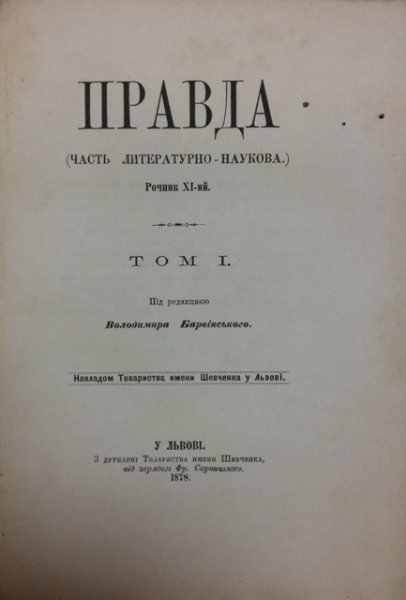 ПРАВДА
(ЧАСТЬ ЛИТЕРАТУРНО-НАУКОВА.)
Рочник XI-ий.
ТОМ I.
Під редакциєю
Володимира Барвінського.
Накладом Товариства имени Шевченка у Львові.
У ЛЬВОВІ.
З друкарні Товариства имени Шевченка,
від зарядом Фр. Сарницького.
1878.